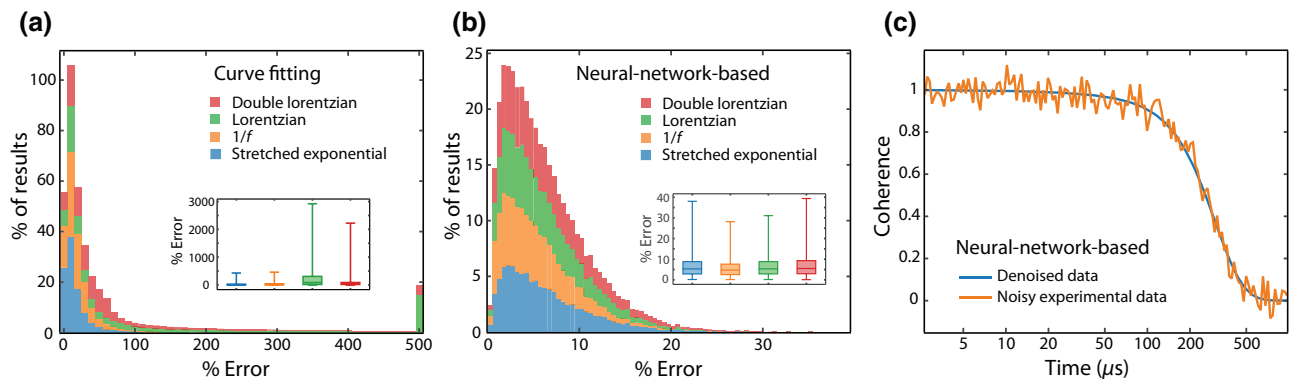 (a)
Curve fitting
Double lorentzian
Lorentzian
1/f
Stretched exponential
% of results
100
80
60
40
20
0
0 100 200 300 400 500
% Error
% Error
3000
2000
1000
0
(b)
Neural-network-based
Double lorentzian
Lorentzian
1/f
Stretched exponential
% of results
25
20
15
10
5
0
0 10 20 30
% Error
% Error
40
30
20
10
0
(c)
Coherence
1
0.8
0.6
0.4
0.2
0
Neural-network-based
Denoised data
Noisy experimental data
5 10 20 50 100 200 500
Time (μs)